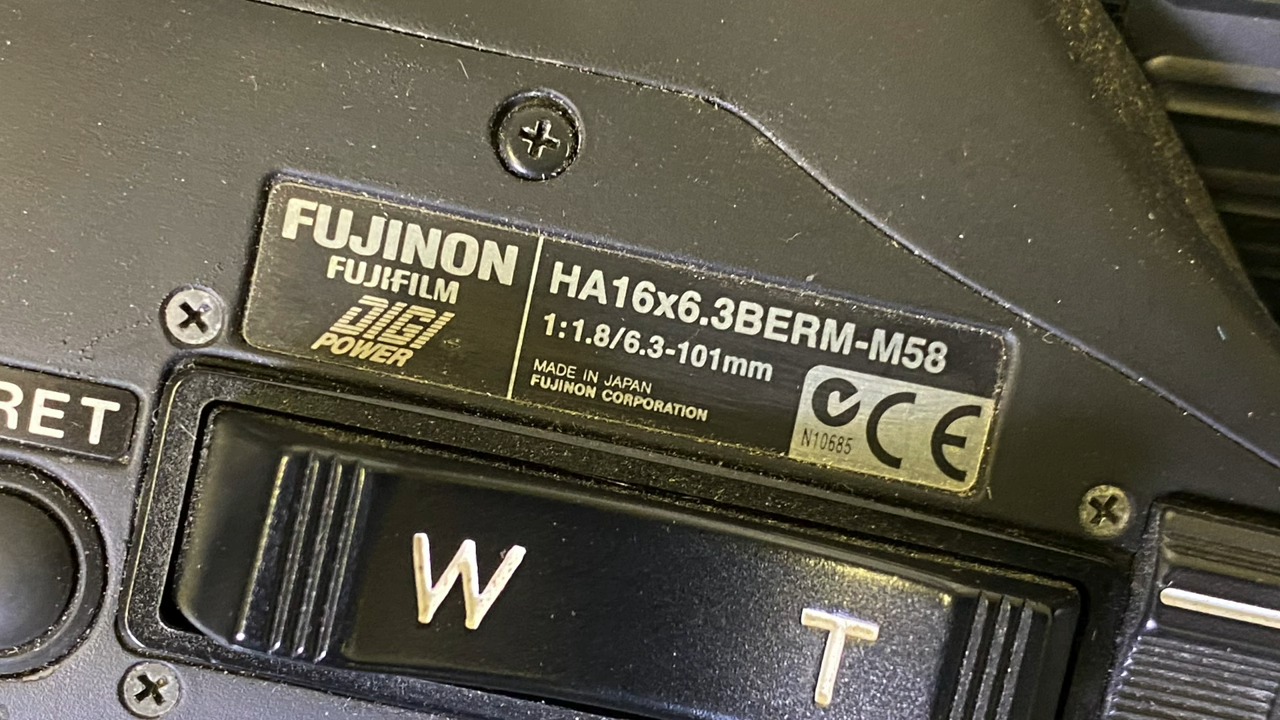 FUJINON
FUJIFILM
DIGI
POWER
HA16x6.3BERM-M58
1:1.8/6.3-101mm
MADE IN JAPAN
FUJINON CORPORATION
N10685
CE
RET
W
T